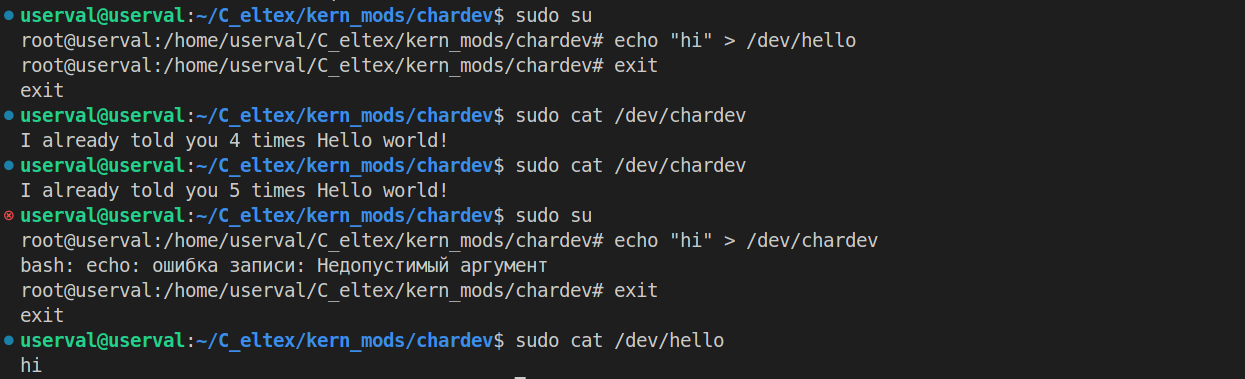 userval@userval:~/C_eltex/kern_mods/chardev$ sudo su
root@userval:/home/userval/C_eltex/kern_mods/chardev# echo "hi" > /dev/hello
root@userval:/home/userval/C_eltex/kern_mods/chardev# exit
exit
userval@userval:~/C_eltex/kern_mods/chardev$ sudo cat /dev/chardev
I already told you 4 times Hello world!
userval@userval:~/C_eltex/kern_mods/chardev$ sudo cat /dev/chardev
I already told you 5 times Hello world!
userval@userval:~/C_eltex/kern_mods/chardev$ sudo su
root@userval:/home/userval/C_eltex/kern_mods/chardev# echo "hi" > /dev/chardev
bash: echo: ошибка записи: Недопустимый аргумент
root@userval:/home/userval/C_eltex/kern_mods/chardev# exit
exit
userval@userval:~/C_eltex/kern_mods/chardev$ sudo cat /dev/hello
hi